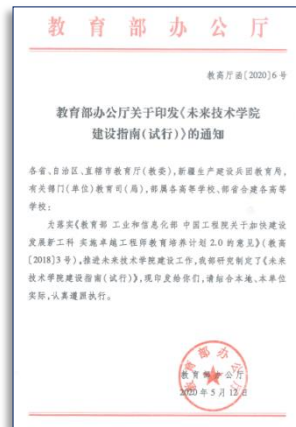 教育部办公厅
教高厅函[2020]6号
教育部办公厅关于印发《未来技术学院
建设指南(试行)》的通知
各省、自治区、直辖市教育厅(教委),新疆生产建设兵团教育局,
有关部门(单位)教育司(局),部属各高等学校、部省合建各高等
学校:
为落实《教育部 工业和信息化部 中国工程院关于加快建设
发展新工科 实施卓越工程师教育培养计划2.0的意见》(教高
[2018]3号),推进未来技术学院建设工作,我部研究制定了《未来
技术学院建设指南(试行)》,现印发给你们,请结合本地、本单位
实际,认真遵照执行。
教育部办公厅
教育部办公厅
2020年5月12日